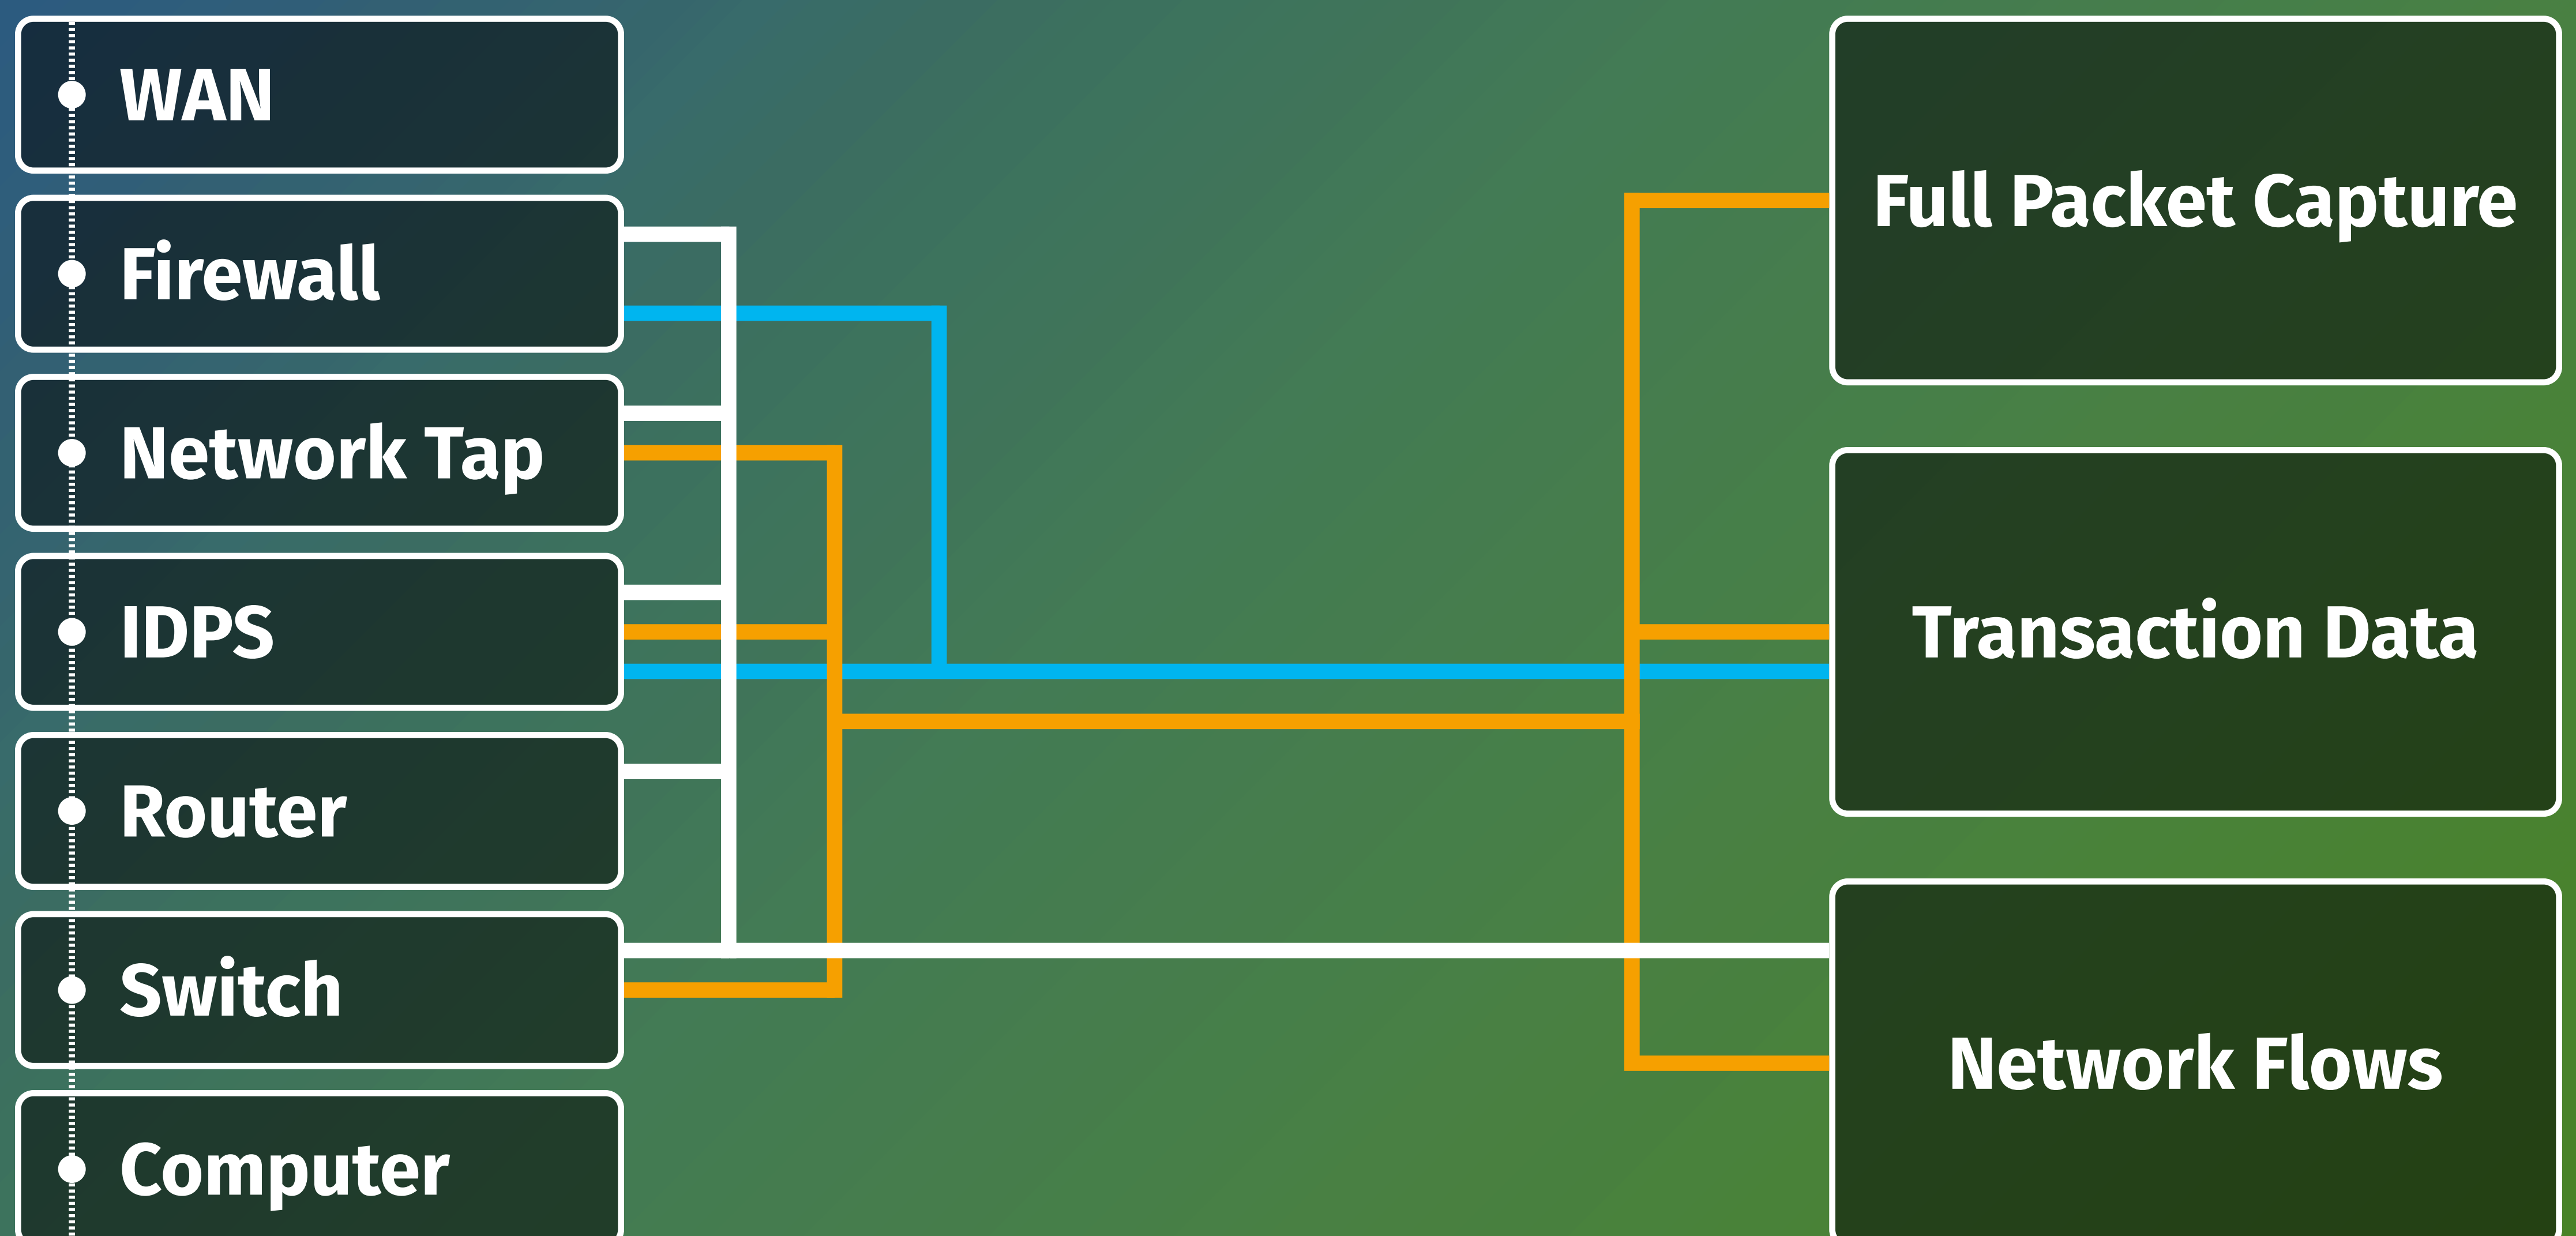 WAN
Firewall
Network Tap
IDPS
Router
Switch
Computer
Full Packet Capture
Transaction Data
Network Flows